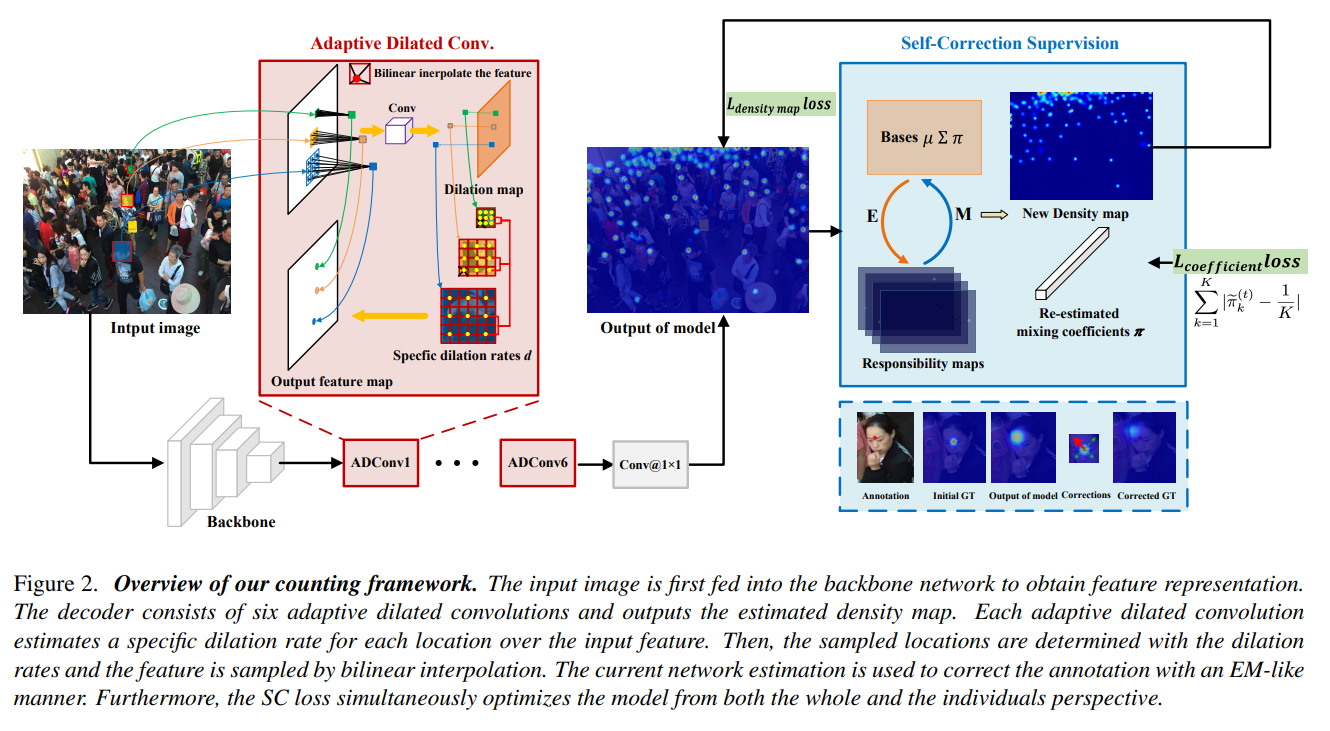 Adaptive Dilated Conv.
Bilinear inerpolate the feature
Conv
Dilation map
Specfic dilation rates d
Output feature map
Intput image
Backbone
ADConv1
• • •
ADConv6
Conv@1×1
L_{density map} loss
Output of model
Self-Correction Supervision
Bases μ Σ π
E
M
New Density map
Re-estimated
mixing coefficients π
Responsibility maps
L_{coefficient} loss
\sum_{k=1}^{K} |\tilde{π}_k^{(t)} - \frac{1}{K}|
Annotation
Initial GT
Output of model
Corrections
Corrected GT
Figure 2. Overview of our counting framework. The input image is first fed into the backbone network to obtain feature representation.
The decoder consists of six adaptive dilated convolutions and outputs the estimated density map. Each adaptive dilated convolution
estimates a specific dilation rate for each location over the input feature. Then, the sampled locations are determined with the dilation
rates and the feature is sampled by bilinear interpolation. The current network estimation is used to correct the annotation with an EM-like
manner. Furthermore, the SC loss simultaneously optimizes the model from both the whole and the individuals perspective.